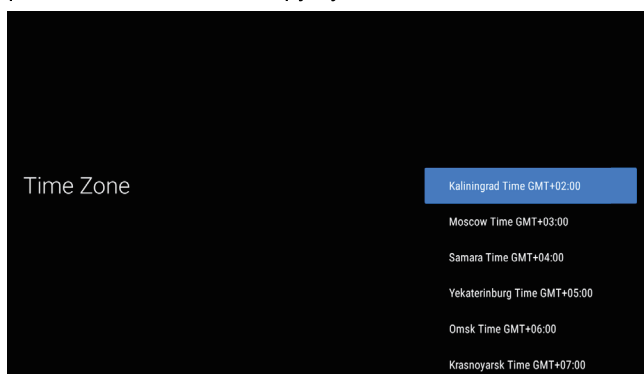 Time Zone
Kaliningrad Time GMT+02:00
Moscow Time GMT+03:00
Samara Time GMT+04:00
Yekaterinburg Time GMT+05:00
Omsk Time GMT+06:00
Krasnoyarsk Time GMT+07:00